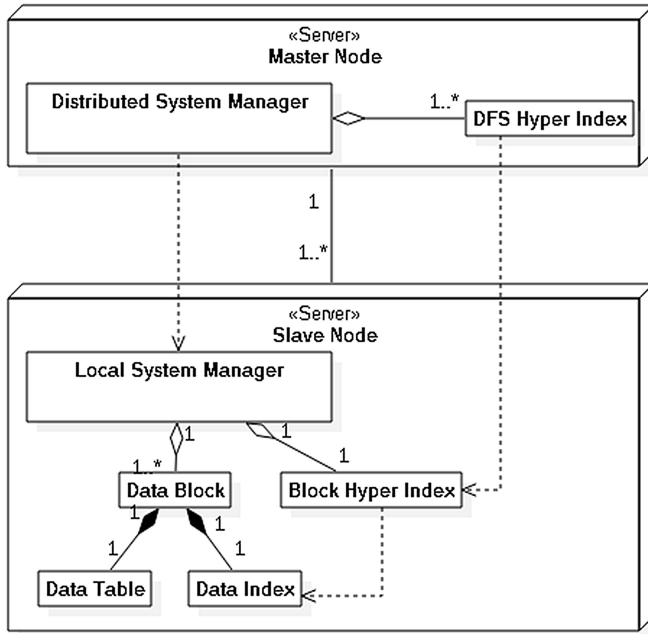 «Server»
Master Node
Distributed System Manager
1..*
DFS Hyper Index
1
1..*
«Server»
Slave Node
Local System Manager
1
1
1..*
1
Data Block
Block Hyper Index
1
1
1
1
Data Table
Data Index